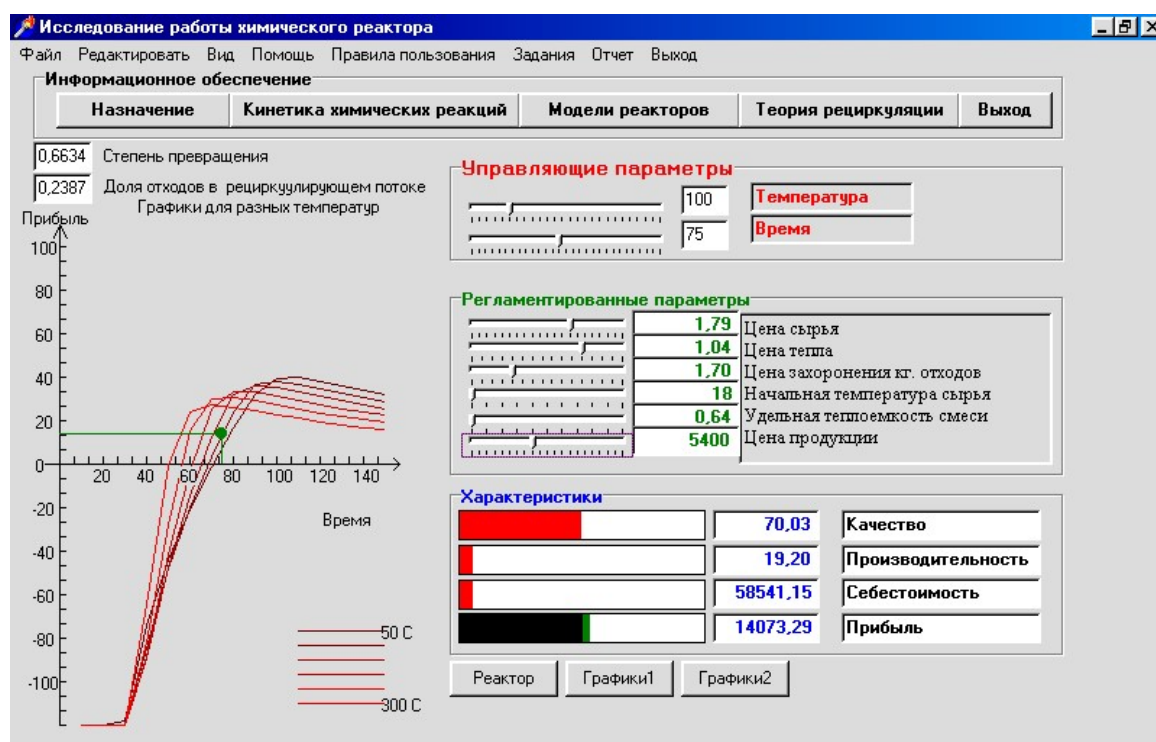 Исследование работы химического реактора
Файл Редактировать Вид Помощь Правила пользования Задания Отчет Выход
Информационное обеспечение
Назначение Кинетика химических реакций Модели реакторов Теория рециркуляции Выход
0,6634 Степень превращения
0,2387 Доля отходов в рециркуулирующем потоке
Графики для разных температур
Прибыль
100
80
60
40
20
0
20 40 60 80 100 120 140
-20
Время
-40
-60
-80
-100
50 С
300 С
Управляющие параметры
100 Температура
75 Время
Регламентированные параметры
1,79 Цена сырья
1,04 Цена тепла
1,70 Цена захоронения кг. отходов
18 Начальная температура сырья
0,64 Удельная теплоемкость смеси
5400 Цена продукции
Характеристики
70,03 Качество
19,20 Производительность
58541,15 Себестоимость
14073,29 Прибыль
Реактор Графики1 Графики2